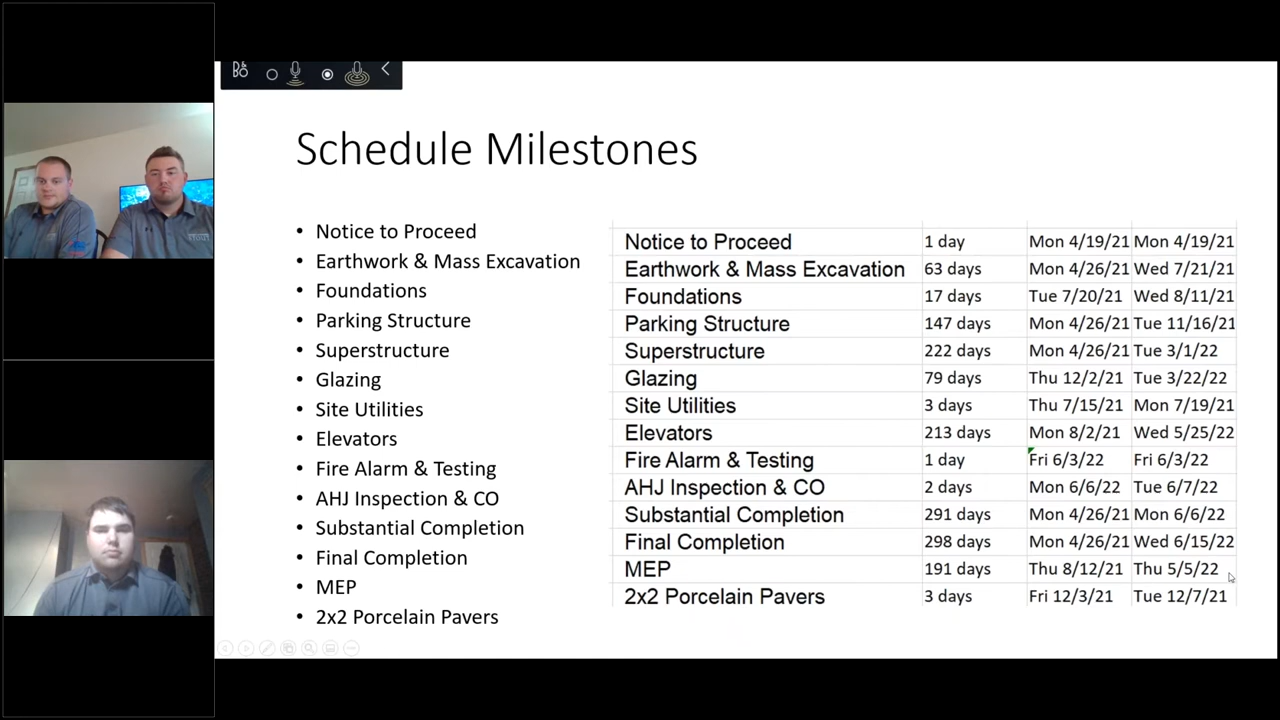 Schedule Milestones
• Notice to Proceed
• Earthwork & Mass Excavation
• Foundations
• Parking Structure
• Superstructure
• Glazing
• Site Utilities
• Elevators
• Fire Alarm & Testing
• AHJ Inspection & CO
• Substantial Completion
• Final Completion
• MEP
• 2x2 Porcelain Pavers
Notice to Proceed 1 day Mon 4/19/21 Mon 4/19/21
Earthwork & Mass Excavation 63 days Mon 4/26/21 Wed 7/21/21
Foundations 17 days Tue 7/20/21 Wed 8/11/21
Parking Structure 147 days Mon 4/26/21 Tue 11/16/21
Superstructure 222 days Mon 4/26/21 Tue 3/1/22
Glazing 79 days Thu 12/2/21 Tue 3/22/22
Site Utilities 3 days Thu 7/15/21 Mon 7/19/21
Elevators 213 days Mon 8/2/21 Wed 5/25/22
Fire Alarm & Testing 1 day Fri 6/3/22 Fri 6/3/22
AHJ Inspection & CO 2 days Mon 6/6/22 Tue 6/7/22
Substantial Completion 291 days Mon 4/26/21 Mon 6/6/22
Final Completion 298 days Mon 4/26/21 Wed 6/15/22
MEP 191 days Thu 8/12/21 Thu 5/5/22
2x2 Porcelain Pavers 3 days Fri 12/3/21 Tue 12/7/21